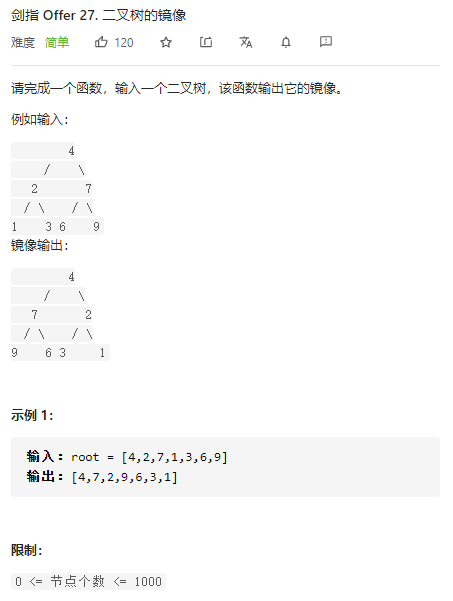 剑指 Offer 27. 二叉树的镜像
难度 简单 120
请完成一个函数，输入一个二叉树，该函数输出它的镜像。
例如输入：
4
/ \
2 7
/ \ / \
1 3 6 9
镜像输出：
4
/ \
7 2
/ \ / \
9 6 3 1
示例 1：
输入：root = [4,2,7,1,3,6,9]
输出：[4,7,2,9,6,3,1]
限制：
0 <= 节点个数 <= 1000